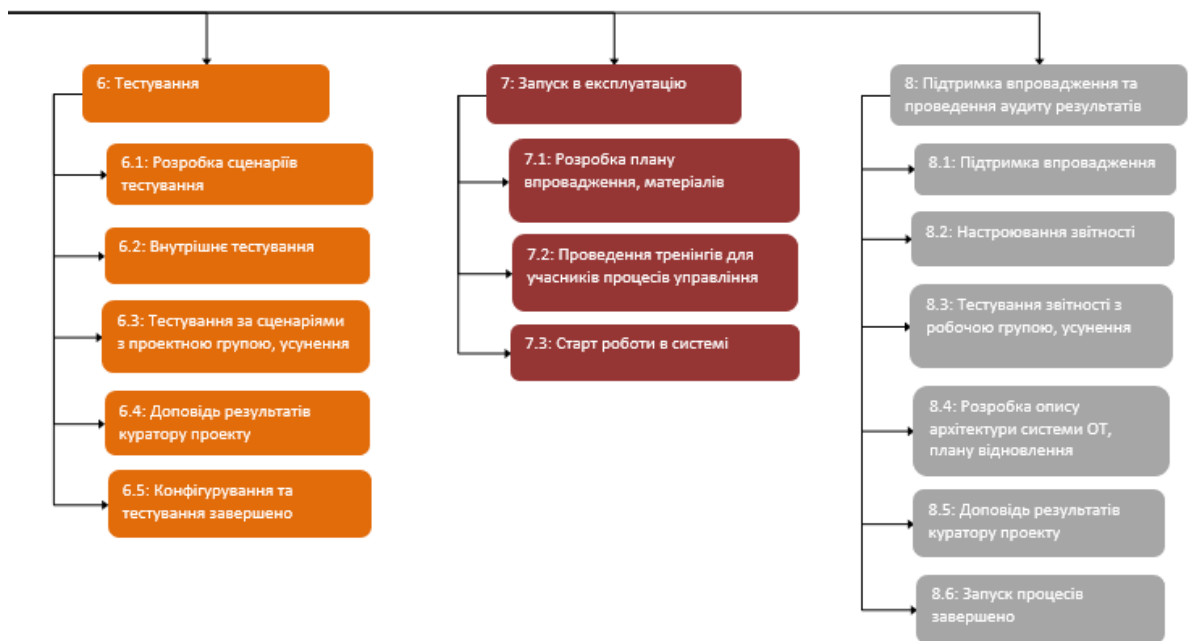 6: Тестування
6.1: Розробка сценаріїв
тестування
6.2: Внутрішнє тестування
6.3: Тестування за сценаріями
з проектною групою, усунення
6.4: Доповідь результатів
куратору проекту
6.5: Конфігурування та
тестування завершено
7: Запуск в експлуатацію
7.1: Розробка плану
впровадження, матеріалів
7.2: Проведення тренінгів для
учасників процесів управління
7.3: Старт роботи в системі
8: Підтримка впровадження та
проведення аудиту результатів
8.1: Підтримка впровадження
8.2: Настроювання звітності
8.3: Тестування звітності з
робочою групою, усунення
8.4: Розробка опису
архітектури системи ОТ,
плану відновлення
8.5: Доповідь результатів
куратору проекту
8.6: Запуск процесів
завершено